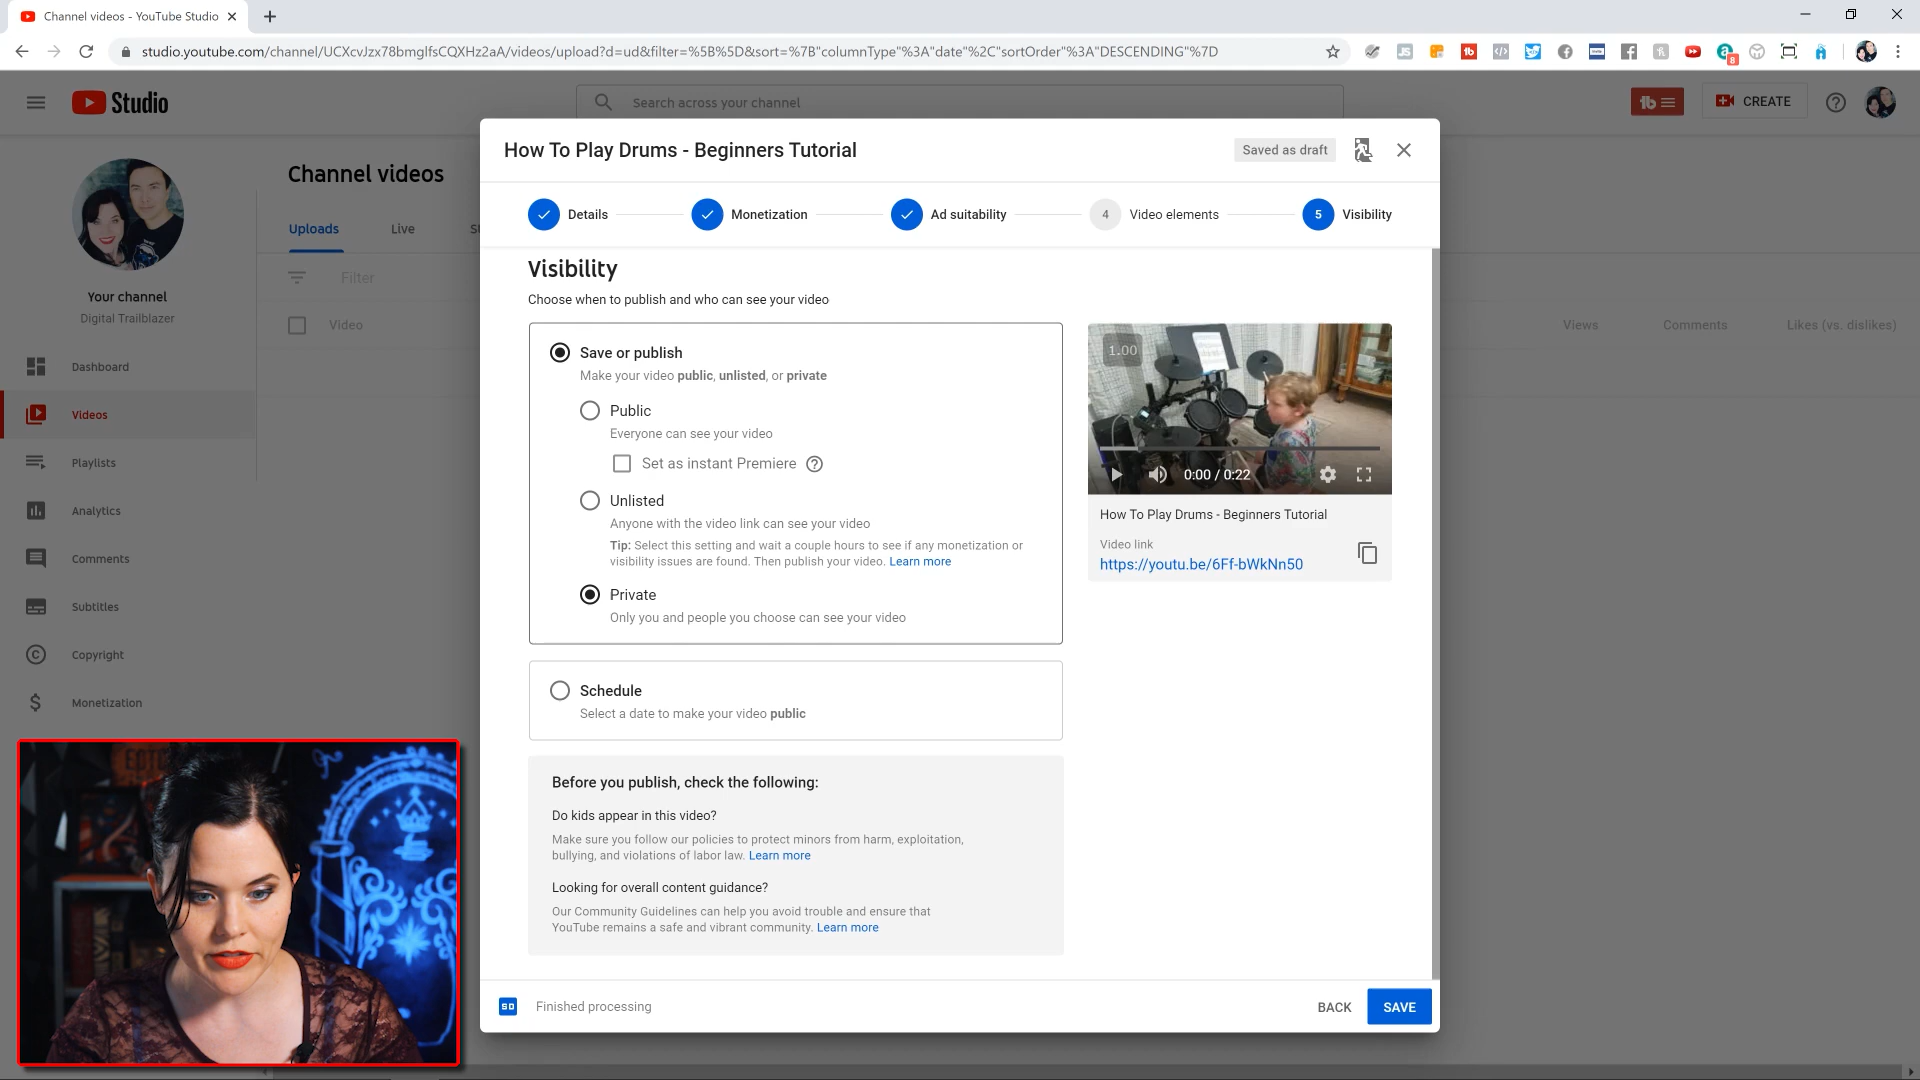 Channel videos - YouTube Studio
studio.youtube.com/channel/UCXcvJzx78bmglfsCQXHz2aA/videos/upload?d=ud&filter=%5B%5D&sort=%7B"columnType"%3A"date"%2C"sortOrder"%3A"DESCENDING"%7D
8
Studio
Search across your channel
CREATE
Your channel
Digital Trailblazer
Dashboard
Videos
Playlists
Analytics
Comments
Subtitles
Copyright
Monetization
Channel videos
Uploads
Live
Filter
Video
Views
Comments
Likes (vs. dislikes)
How To Play Drums - Beginners Tutorial
Saved as draft
Details
Monetization
Ad suitability
4
Video elements
5
Visibility
Visibility
Choose when to publish and who can see your video
Save or publish
Make your video public, unlisted, or private
Public
Everyone can see your video
Set as instant Premiere
Unlisted
Anyone with the video link can see your video
Tip: Select this setting and wait a couple hours to see if any monetization or
visibility issues are found. Then publish your video. Learn more
Private
Only you and people you choose can see your video
Schedule
Select a date to make your video public
Before you publish, check the following:
Do kids appear in this video?
Make sure you follow our policies to protect minors from harm, exploitation,
bullying, and violations of labor law. Learn more
Looking for overall content guidance?
Our Community Guidelines can help you avoid trouble and ensure that
YouTube remains a safe and vibrant community. Learn more
1.00
0:00 / 0:22
How To Play Drums - Beginners Tutorial
Video link
https://youtu.be/6Ff-bWkNn50
SD
Finished processing
BACK
SAVE